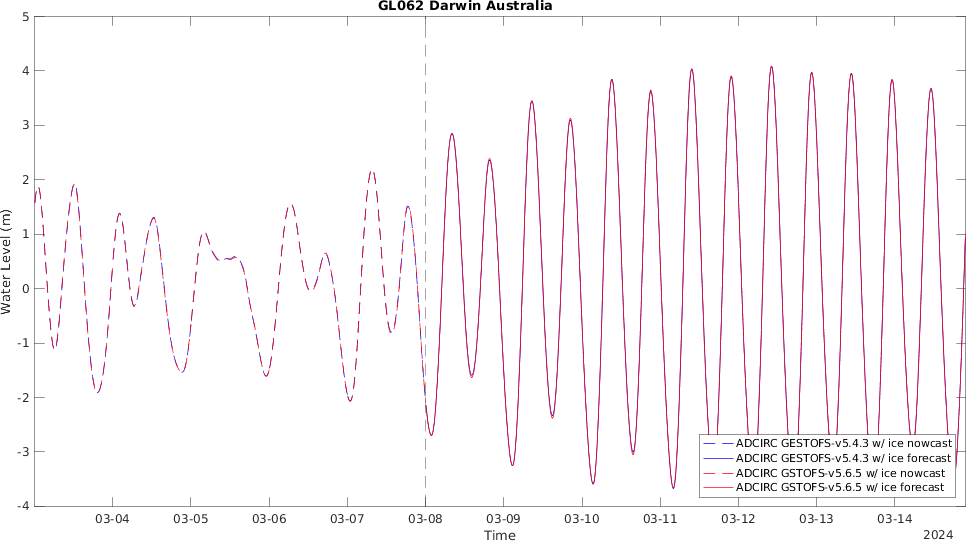 GL062 Darwin Australia
5
4
3
2
1
0
-1
-2
-3
-4
Water Level (m)
ADCIRC GESTOFS-v5.4.3 w/ ice nowcast
ADCIRC GESTOFS-v5.4.3 w/ ice forecast
ADCIRC GSTOFS-v5.6.5 w/ ice nowcast
ADCIRC GSTOFS-v5.6.5 w/ ice forecast
03-04 03-05 03-06 03-07 03-08 03-09 03-10 03-11 03-12 03-13 03-14
Time
2024